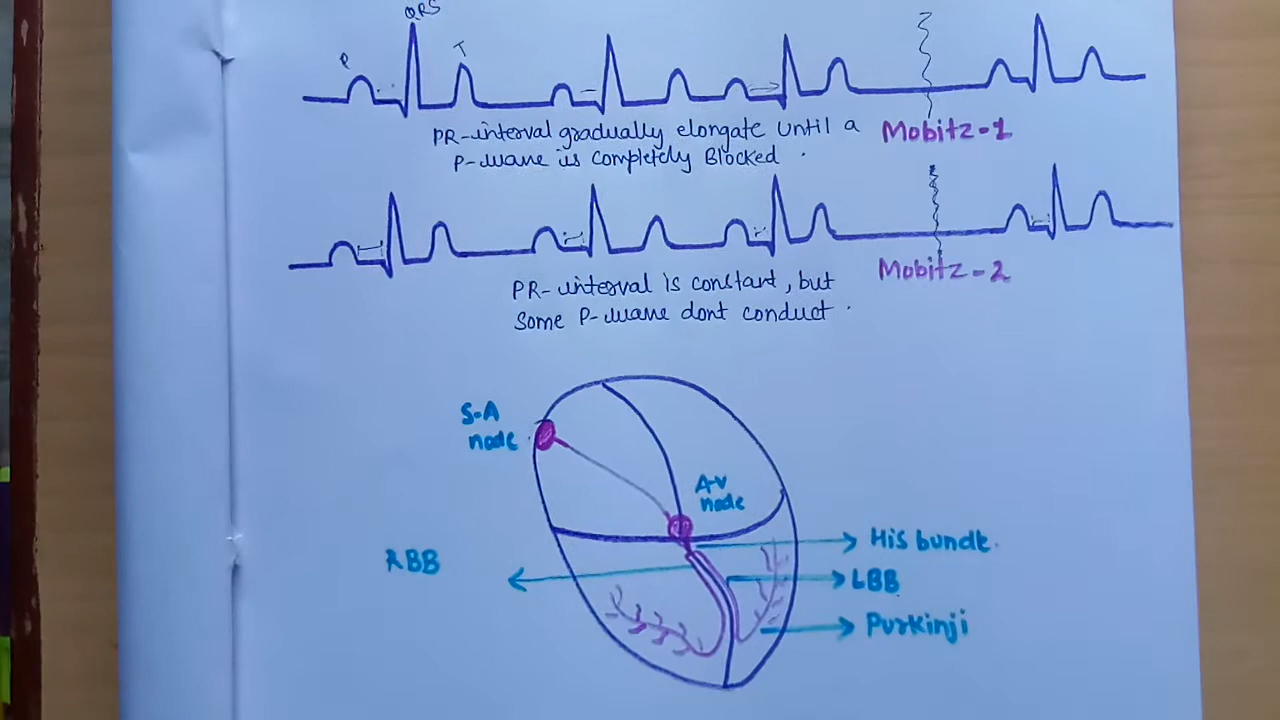 QRS
P
T
PR-interval gradually elongate until a
P-wave is completely Blocked.
Mobitz-1
PR-interval is constant, but
Some P-wave dont conduct.
Mobitz-2
S-A
node
A-V
node
His bundle.
RBB
LBB
Purkinji